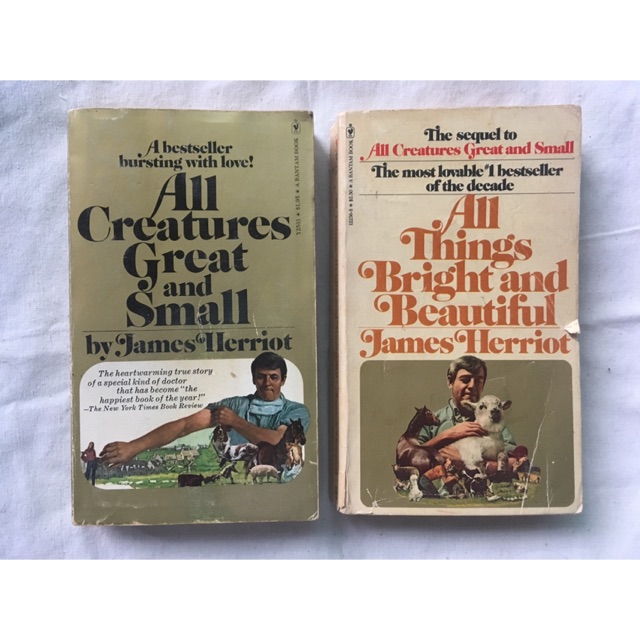 A bestseller
bursting with love!
All
Creatures
Great
and
Small
by James Herriot
The heartwarming true story
of a special kind of doctor
that has become "the
happiest book of the year!"
—The New York Times Book Review
★ $1.95 ★ A BANTAM BOOK
The sequel to
All Creatures Great and Small
The most lovable #1 bestseller
of the decade
All
Things
Bright and
Beautiful
James Herriot
★ A BANTAM BOOK